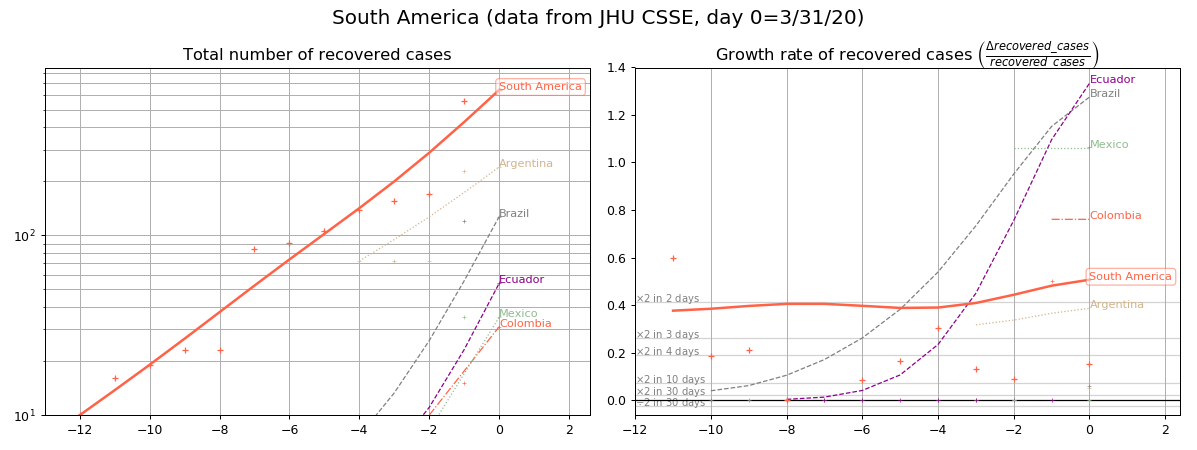 South America (data from JHU CSSE, day 0=3/31/20)
Total number of recovered cases
10^2
10^1
−12 −10 −8 −6 −4 −2 0 2
South America
Argentina
Brazil
Ecuador
Mexico
Colombia
Growth rate of recovered cases (Δrecovered_cases/recovered_cases)
1.4
1.2
1.0
0.8
0.6
0.4
0.2
0.0
×2 in 2 days
×2 in 3 days
×2 in 4 days
×2 in 10 days
×2 in 30 days
÷2 in 30 days
Ecuador
Brazil
Mexico
Colombia
South America
Argentina
−12 −10 −8 −6 −4 −2 0 2